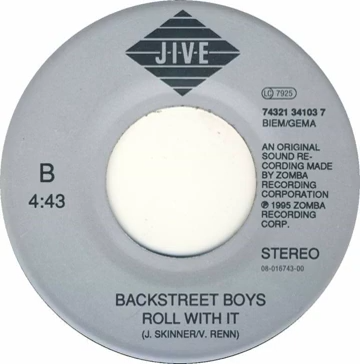 J·I·V·E
LC 7925
74321 34103 7
BIEM/GEMA
B
4:43
AN ORIGINAL
SOUND RE-
CORDING MADE
BY ZOMBA
RECORDING
CORPORATION
℗ 1995 ZOMBA
RECORDING
CORP.
STEREO
08-016743-00
BACKSTREET BOYS
ROLL WITH IT
(J. SKINNER/V. RENN)